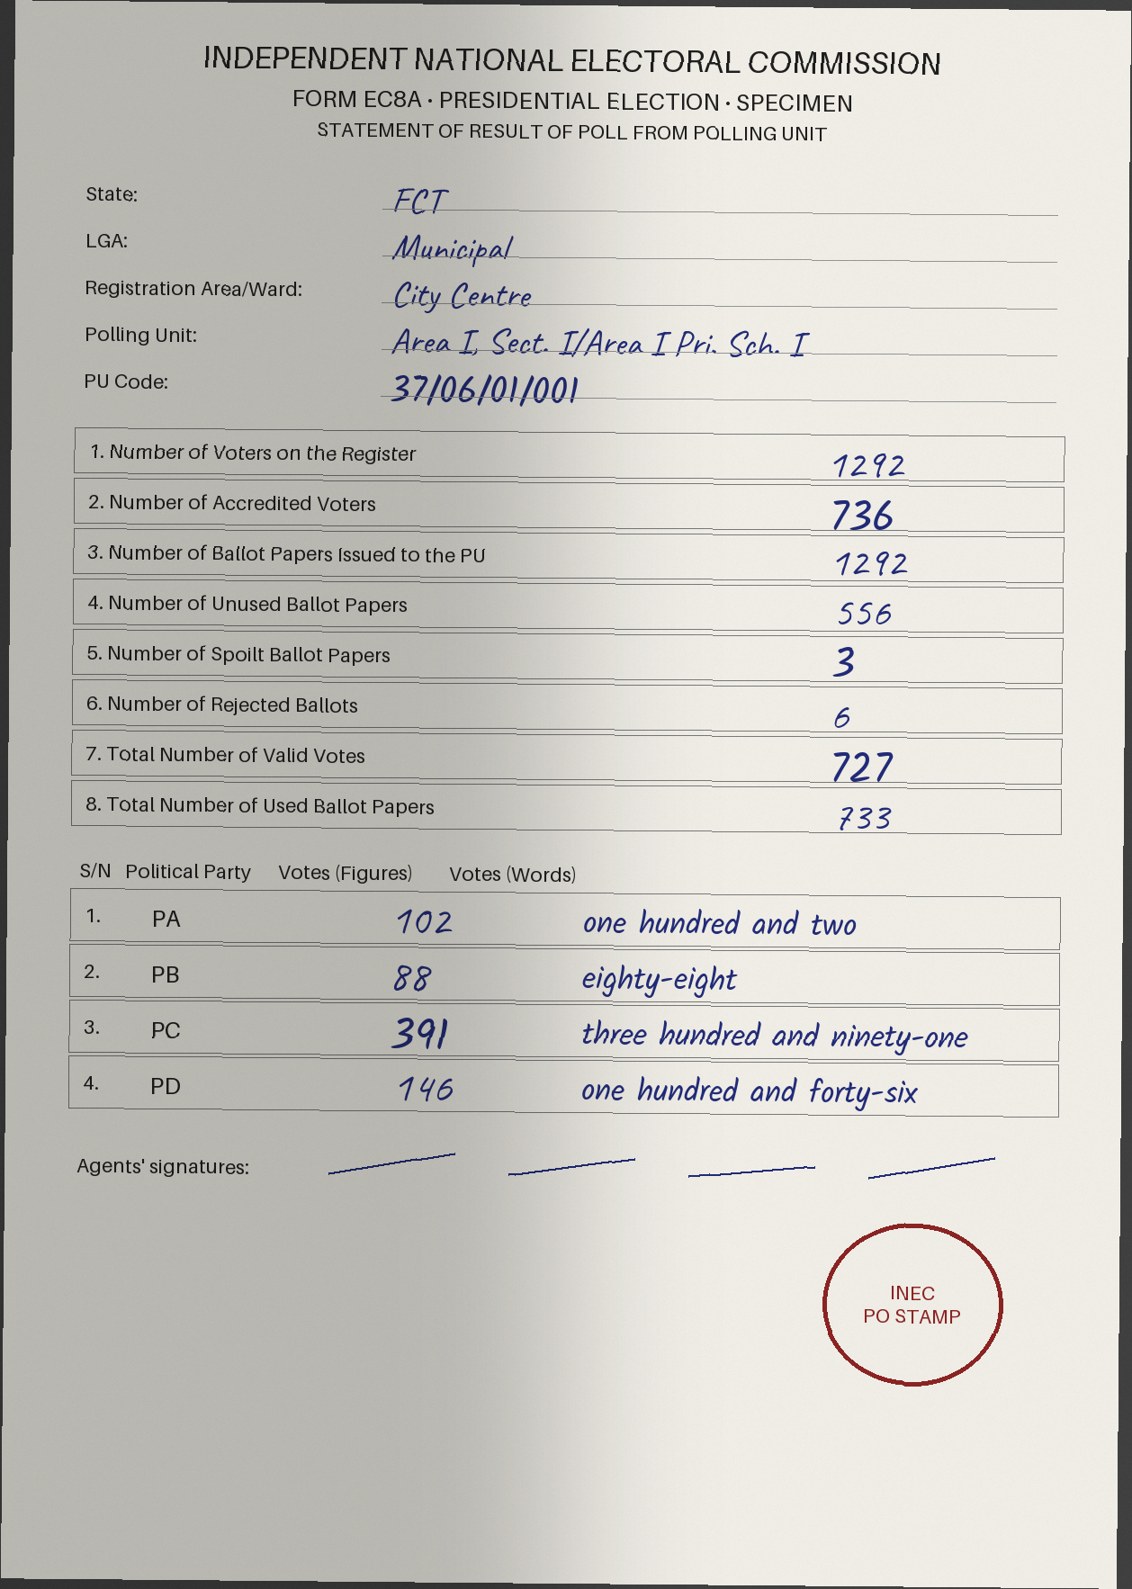 INDEPENDENT NATIONAL ELECTORAL COMMISSION
FORM EC8A · PRESIDENTIAL ELECTION · SPECIMEN
STATEMENT OF RESULT OF POLL FROM POLLING UNIT
State: FCT
LGA: Municipal
Registration Area/Ward: City Centre
Polling Unit: Area I, Sect. I/Area I Pri. Sch. I
PU Code: 37/06/01/001
1. Number of Voters on the Register 1292
2. Number of Accredited Voters 736
3. Number of Ballot Papers Issued to the PU 1292
4. Number of Unused Ballot Papers 556
5. Number of Spoilt Ballot Papers 3
6. Number of Rejected Ballots 6
7. Total Number of Valid Votes 727
8. Total Number of Used Ballot Papers 733
S/N Political Party Votes (Figures) Votes (Words)
1. PA 102 one hundred and two
2. PB 88 eighty-eight
3. PC 391 three hundred and ninety-one
4. PD 146 one hundred and forty-six
Agents' signatures:
INEC
PO STAMP